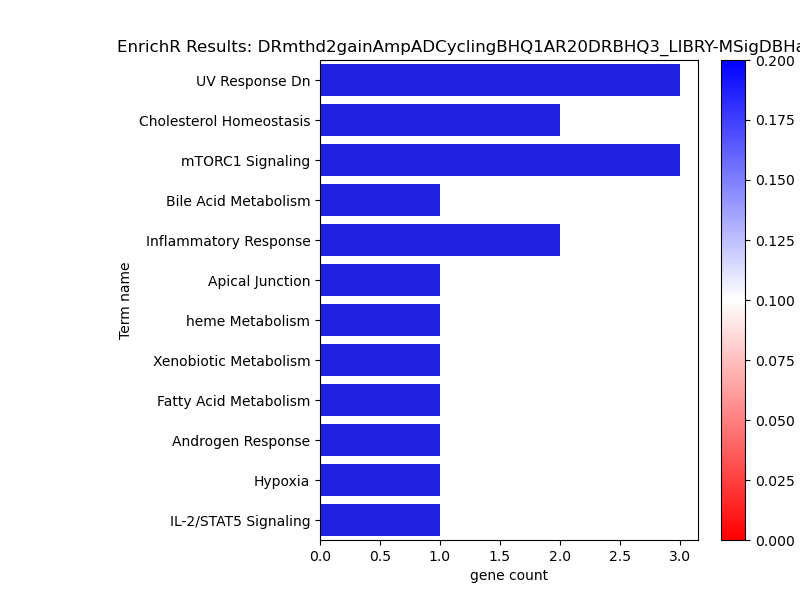 EnrichR Results: DRmthd2gainAmpADCyclingBHQ1AR20DRBHQ3_LIBRY-MSigDBHa
UV Response Dn
Cholesterol Homeostasis
mTORC1 Signaling
Bile Acid Metabolism
Inflammatory Response
Apical Junction
heme Metabolism
Xenobiotic Metabolism
Fatty Acid Metabolism
Androgen Response
Hypoxia
IL-2/STAT5 Signaling
Term name
0.0 0.5 1.0 1.5 2.0 2.5 3.0
gene count
0.200
0.175
0.150
0.125
0.100
0.075
0.050
0.025
0.000